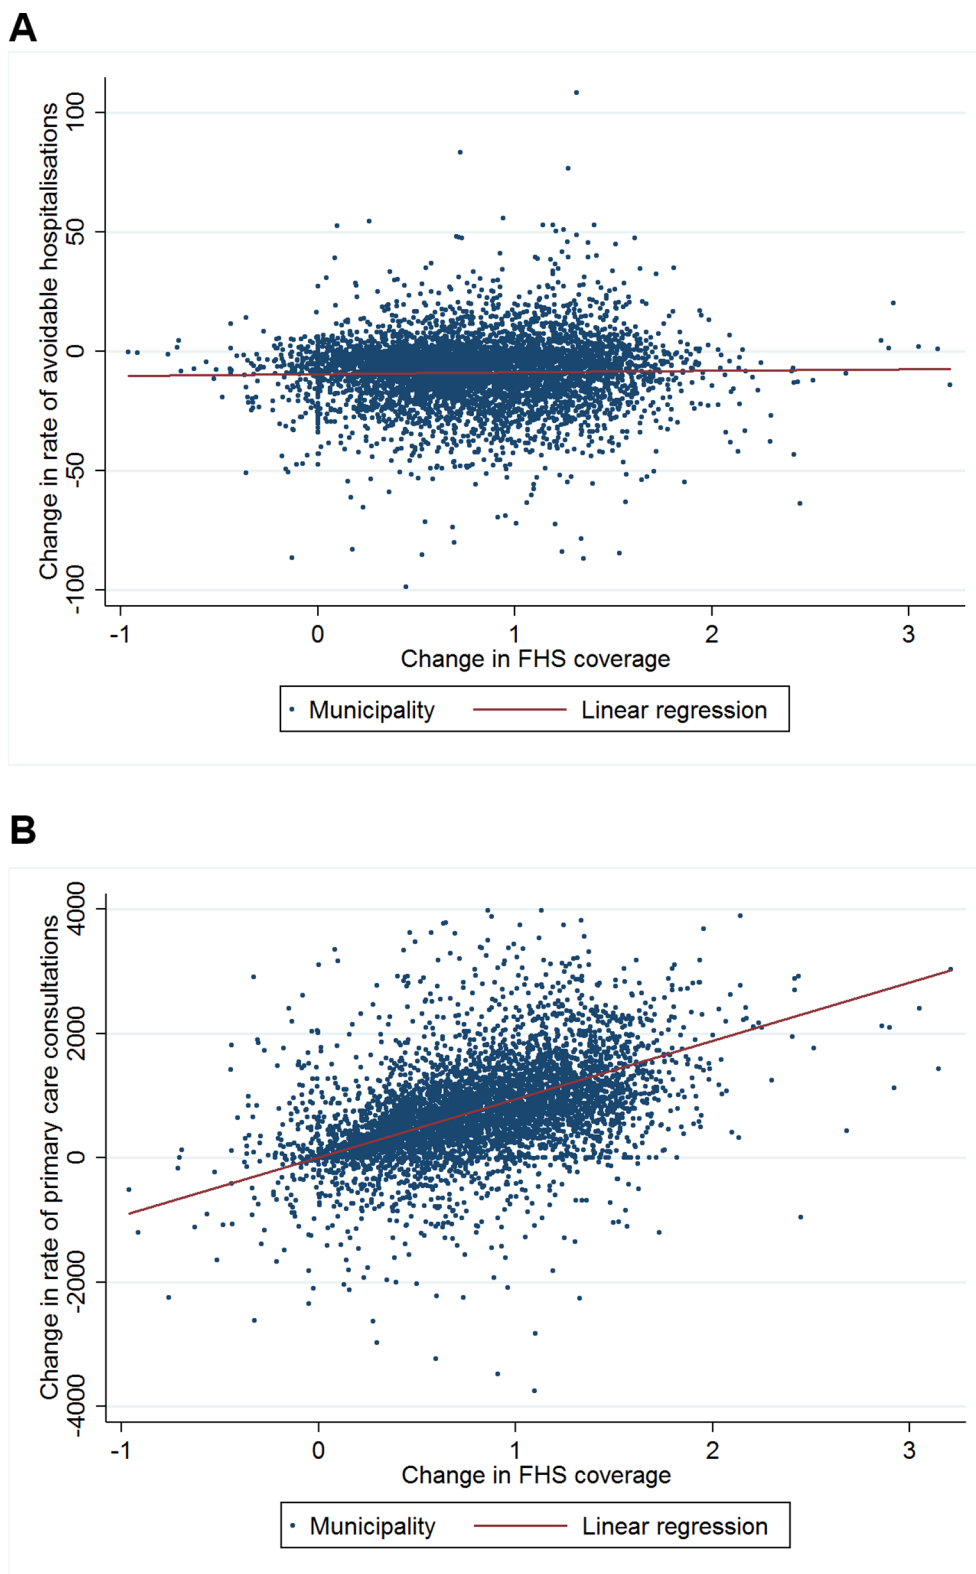 A
Change in rate of avoidable hospitalisations
100
50
0
-50
-100
-1 0 1 2 3
Change in FHS coverage
Municipality Linear regression
B
Change in rate of primary care consultations
4000
2000
0
-2000
-4000
-1 0 1 2 3
Change in FHS coverage
Municipality Linear regression